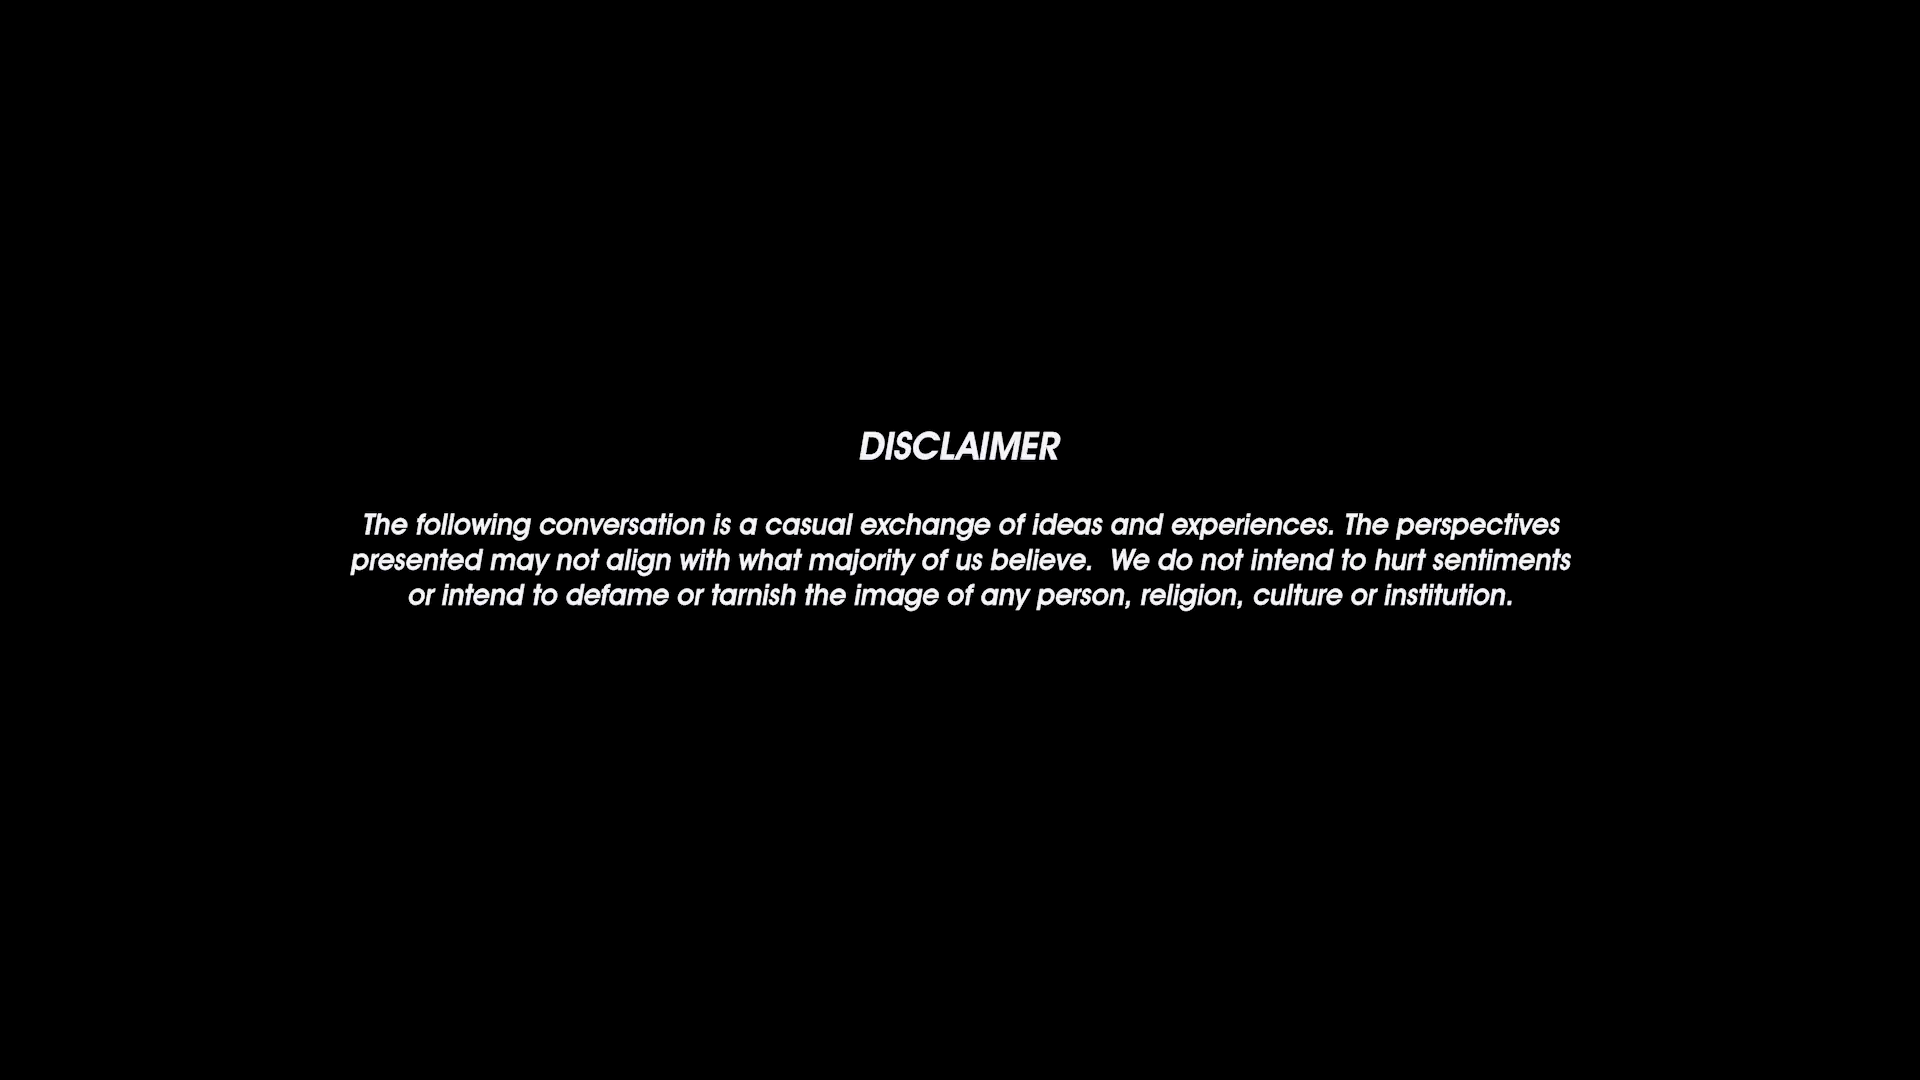 DISCLAIMER
The following conversation is a casual exchange of ideas and experiences. The perspectives
presented may not align with what majority of us believe.  We do not intend to hurt sentiments
or intend to defame or tarnish the image of any person, religion, culture or institution.